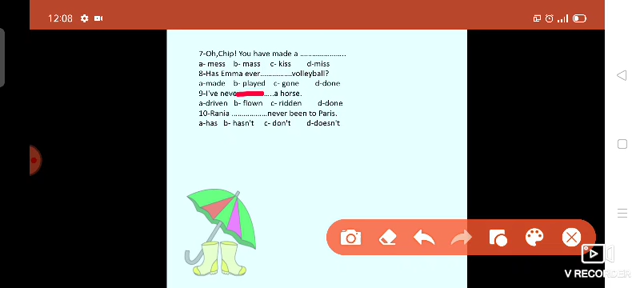 12:08
7-Oh,Chip! You have made a ......................
a- mess b- mass c- kiss d-miss
8-Has Emma ever...............volleyball?
a-made b- played c- gone d-done
9-I've neve.....a horse.
a-driven b- flown c- ridden d-done
10-Rania .................never been to Paris.
a-has b- hasn't c- don't d-doesn't
V RECORDER